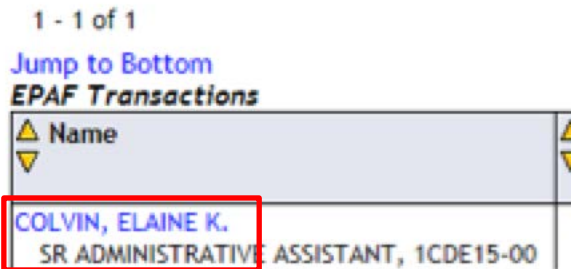 1 - 1 of 1
Jump to Bottom
EPAF Transactions
Name
COLVIN, ELAINE K.
SR ADMINISTRATIVE ASSISTANT, 1CDE15-00